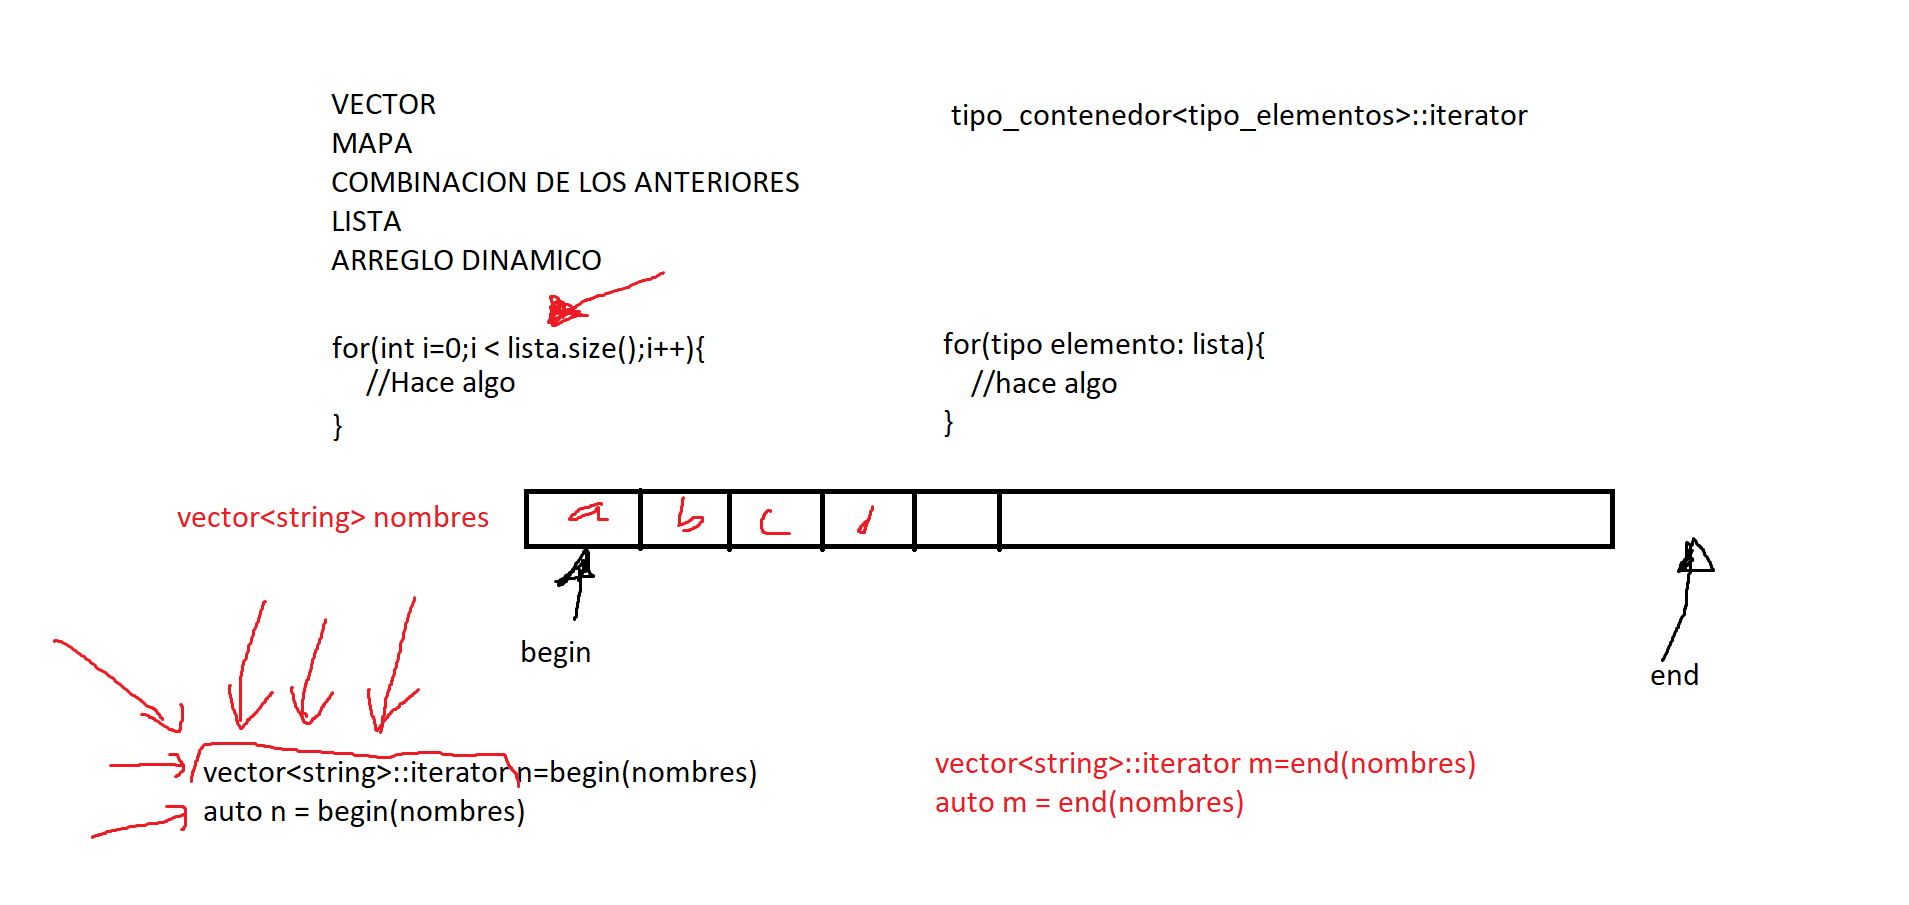 VECTOR
MAPA
COMBINACION DE LOS ANTERIORES
LISTA
ARREGLO DINAMICO
tipo_contenedor<tipo_elementos>::iterator
for(int i=0;i < lista.size();i++){
//Hace algo
}
for(tipo elemento: lista){
//hace algo
}
vector<string> nombres
a b c d
begin
end
vector<string>::iterator n=begin(nombres)
auto n = begin(nombres)
vector<string>::iterator m=end(nombres)
auto m = end(nombres)